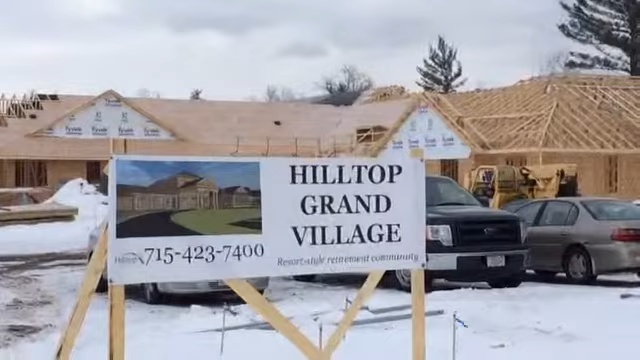 HILLTOP
GRAND
VILLAGE
715-423-7400
Resort-style retirement community